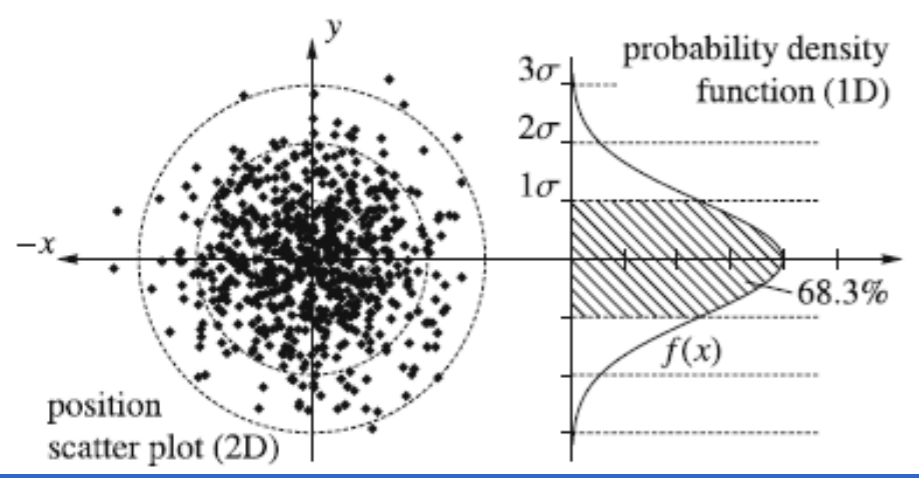 y
probability density
function (1D)
3σ
2σ
1σ
−x
68.3%
f(x)
position
scatter plot (2D)